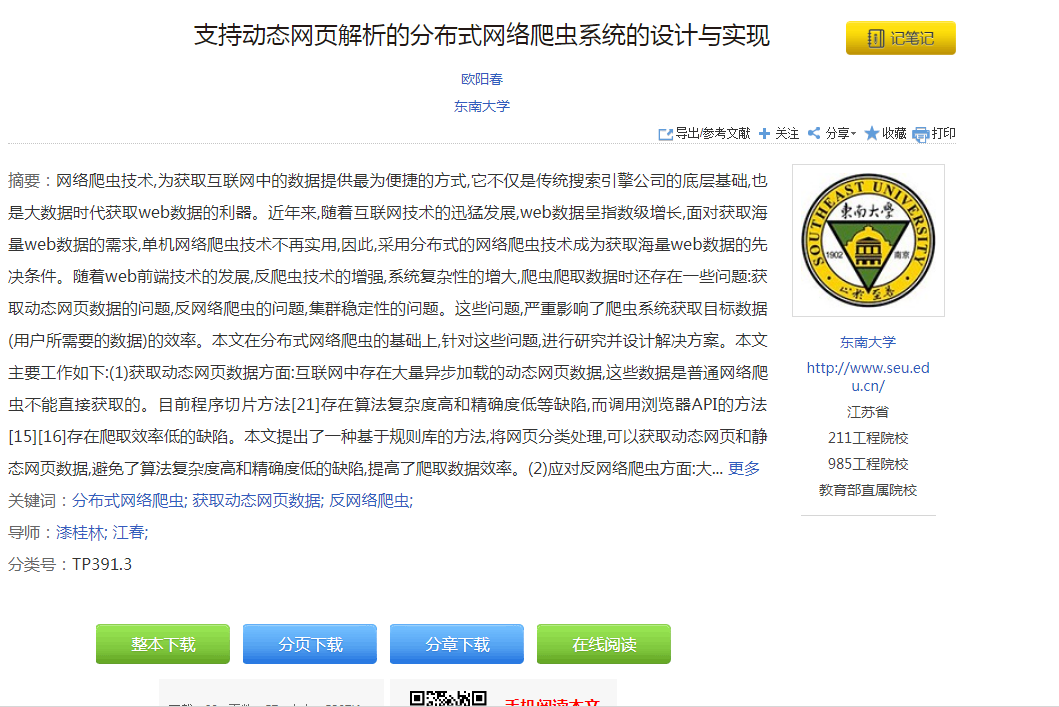 支持动态网页解析的分布式网络爬虫系统的设计与实现
记笔记
欧阳春
东南大学
导出/参考文献 关注 分享 收藏 打印
摘要：网络爬虫技术,为获取互联网中的数据提供最为便捷的方式,它不仅是传统搜索引擎公司的底层基础,也
是大数据时代获取web数据的利器。近年来,随着互联网技术的迅猛发展,web数据呈指数级增长,面对获取海
量web数据的需求,单机网络爬虫技术不再实用,因此,采用分布式的网络爬虫技术成为获取海量web数据的先
决条件。随着web前端技术的发展,反爬虫技术的增强,系统复杂性的增大,爬虫爬取数据时还存在一些问题:获
取动态网页数据的问题,反网络爬虫的问题,集群稳定性的问题。这些问题,严重影响了爬虫系统获取目标数据
(用户所需要的数据)的效率。本文在分布式网络爬虫的基础上,针对这些问题,进行研究并设计解决方案。本文
主要工作如下:(1)获取动态网页数据方面:互联网中存在大量异步加载的动态网页数据,这些数据是普通网络爬
虫不能直接获取的。目前程序切片方法[21]存在算法复杂度高和精确度低等缺陷,而调用浏览器API的方法
[15][16]存在爬取效率低的缺陷。本文提出了一种基于规则库的方法,将网页分类处理,可以获取动态网页和静
态网页数据,避免了算法复杂度高和精确度低的缺陷,提高了爬取数据效率。(2)应对反网络爬虫方面:大... 更多
关键词：分布式网络爬虫; 获取动态网页数据; 反网络爬虫;
导师：漆桂林; 江春;
分类号：TP391.3
SOUTHEAST UNIVERSITY
东南大学
1902 南京
止于至善
东南大学
http://www.seu.ed
u.cn/
江苏省
211工程院校
985工程院校
教育部直属院校
整本下载 分页下载 分章下载 在线阅读
手机阅读本文